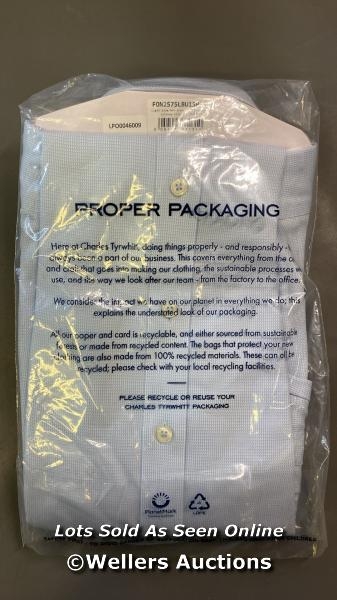 FON2575LBU15H
LPO0046009
PROPER PACKAGING
Here at Charles Tyrwhitt, doing things properly - and responsibly -
always been a part of our business. This covers everything from the
and craft that goes into making our clothing, the sustainable processes
use, and the way we look after our team - from the factory to the office.
We consider the impact we have on our planet in everything we do; this
explains the understated look of our packaging.
All our paper and card is recyclable, and either sourced from sustainable
forests or made from recycled content. The bags that protect your new
clothing are also made from 100% recycled materials. These can all be
recycled; please check with your local recycling facilities.
PLEASE RECYCLE OR REUSE YOUR
CHARLES TYRWHITT PACKAGING
PlanetMark
LDPE
Lots Sold As Seen Online
©Wellers Auctions